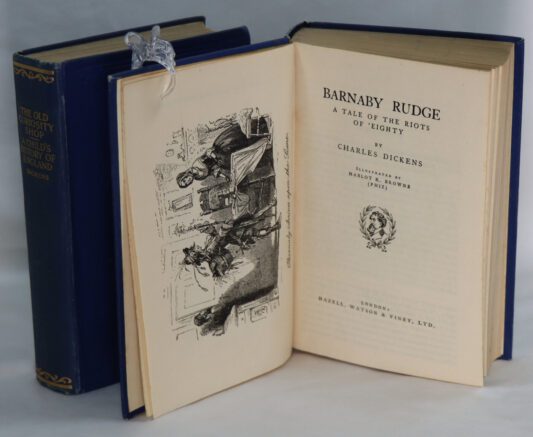 THE OLD
CURIOSITY
SHOP
A CHILD'S
HISTORY OF
ENGLAND
DICKENS
BARNABY RUDGE
A TALE OF THE RIOTS
OF 'EIGHTY
BY
CHARLES DICKENS
ILLUSTRATED BY
HABLOT K. BROWNE
(PHIZ)
LONDON:
HAZELL, WATSON & VINEY, LTD.